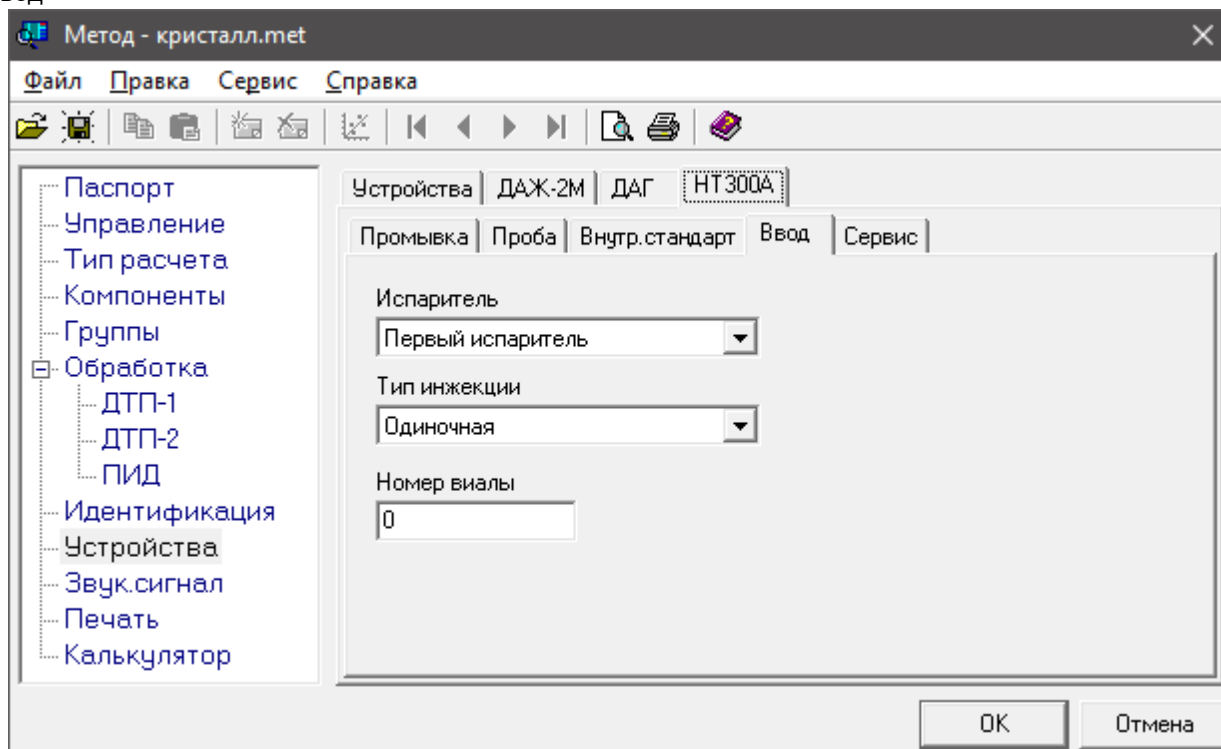 Метод - кристалл.met
Файл Правка Сервис Справка
Паспорт
Управление
Тип расчета
Компоненты
Группы
Обработка
ДТП-1
ДТП-2
ПИД
Идентификация
Устройства
Звук.сигнал
Печать
Калькулятор
Устройства ДАЖ-2М ДАГ НТ300А
Промывка Проба Внутр.стандарт Ввод Сервис
Испаритель
Первый испаритель
Тип инжекции
Одиночная
Номер виалы
0
OK Отмена